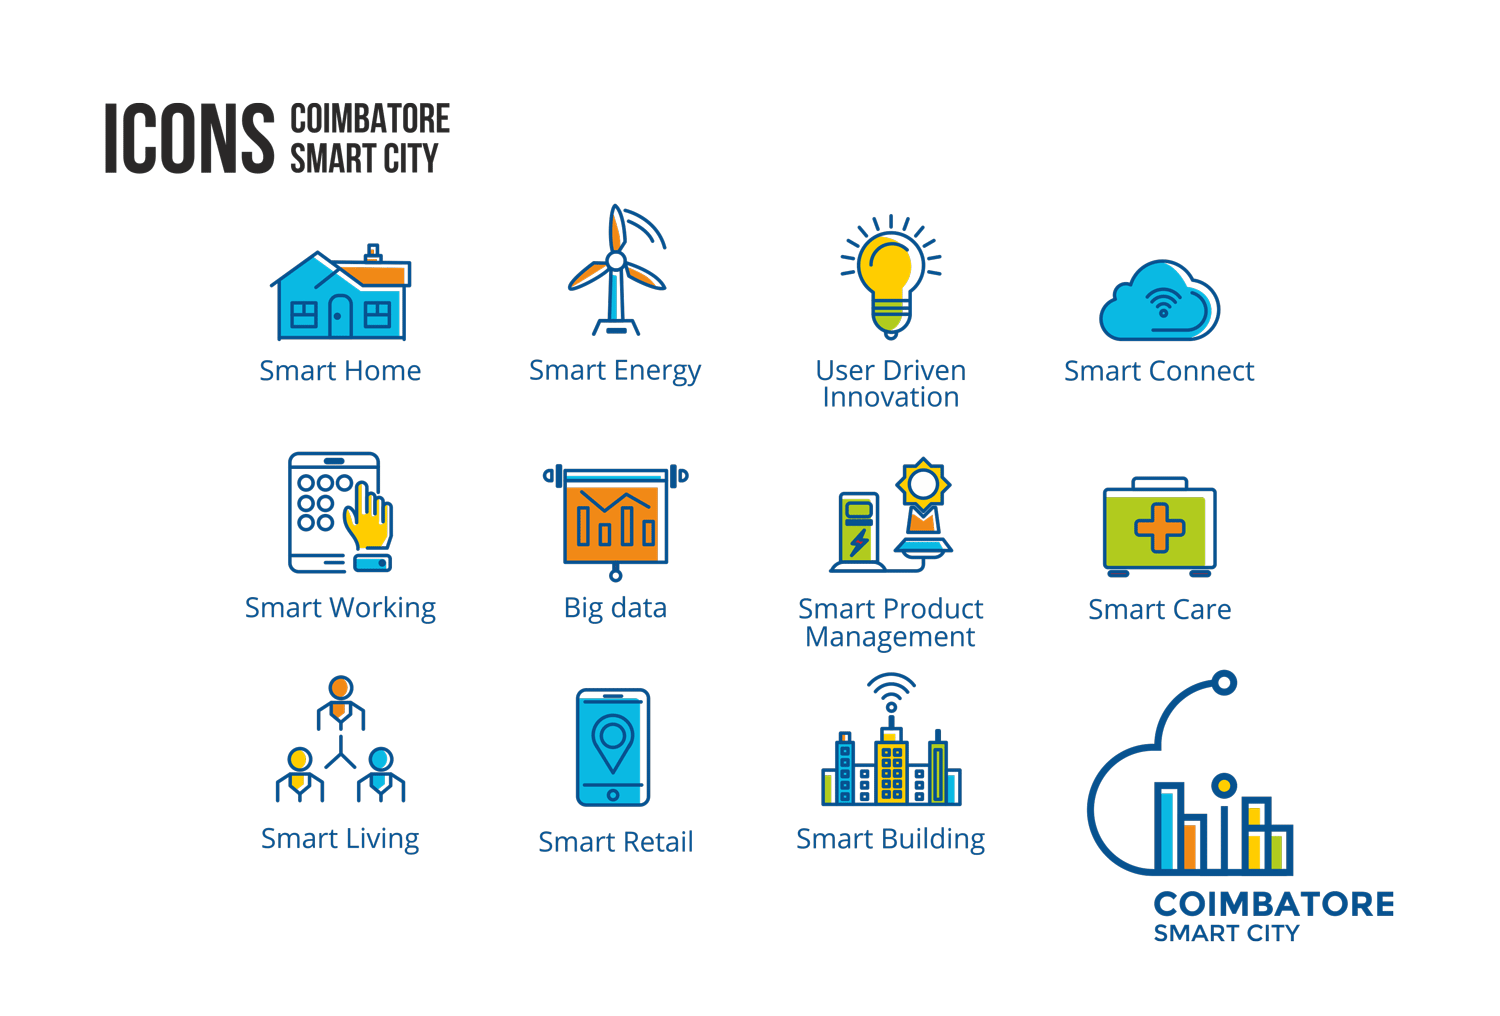 ICONS
COIMBATORE
SMART CITY
Smart Home
Smart Energy
User Driven
Innovation
Smart Connect
Smart Working
Big data
Smart Product
Management
Smart Care
Smart Living
Smart Retail
Smart Building
COIMBATORE
SMART CITY